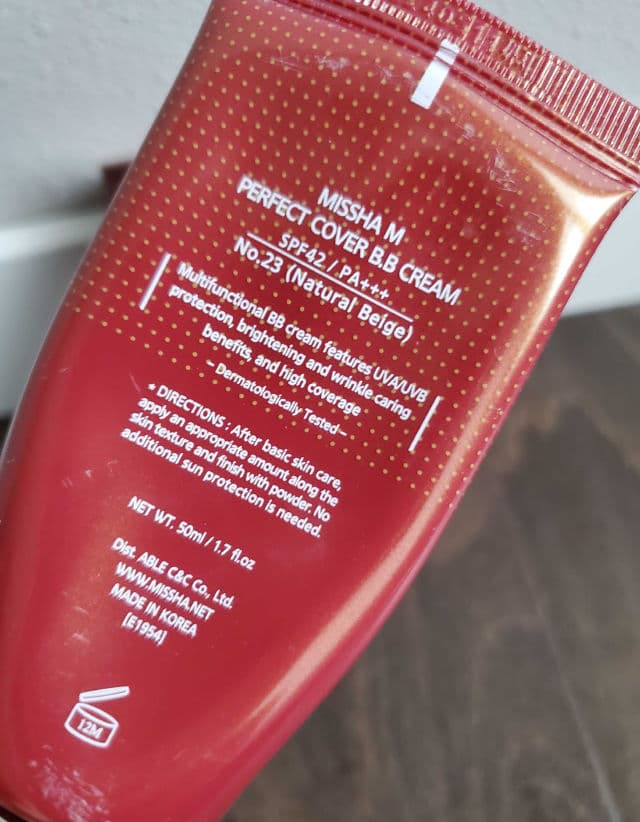 MISSHA M
PERFECT COVER B.B CREAM
SPF42 / PA+++
No.23 (Natural Beige)
Multifunctional BB cream features UVA/UVB
protection, brightening and wrinkle caring
benefits, and high coverage
– Dermatologically Tested –
* DIRECTIONS : After basic skin care,
apply an appropriate amount along the
skin texture and finish with powder. No
additional sun protection is needed.
NET WT. 50ml / 1.7 fl.oz
Dist. ABLE C&C Co., Ltd.
WWW.MISSHA.NET
MADE IN KOREA
[E1954]
12M